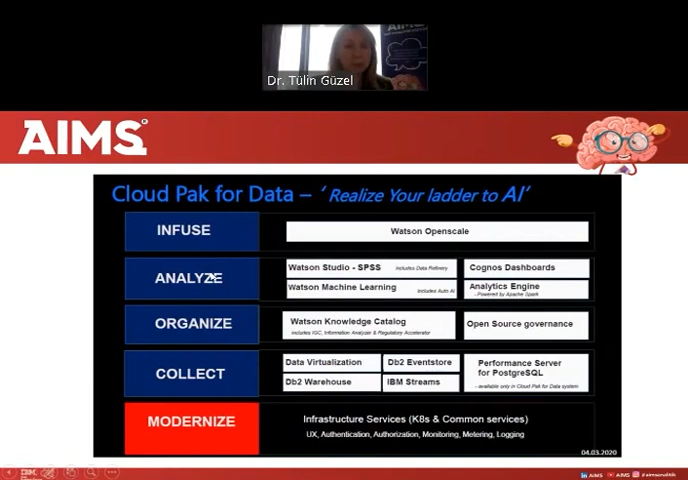 Dr. Tülin Güzel
AIMS
Cloud Pak for Data – ‘ Realize Your ladder to AI’
INFUSE
Watson Openscale
ANALYZE
Watson Studio - SPSS includes Data Refinery
Cognos Dashboards
Watson Machine Learning includes Auto AI
Analytics Engine
- Powered by Apache Spark
ORGANIZE
Watson Knowledge Catalog
includes IGC, Information Analyzer & Regulatory Accelerator
Open Source governance
COLLECT
Data Virtualization
Db2 Eventstore
Db2 Warehouse
IBM Streams
Performance Server
for PostgreSQL
- available only in Cloud Pak for Data system
MODERNIZE
Infrastructure Services (K8s & Common services)
UX, Authentication, Authorization, Monitoring, Metering, Logging
04.03.2020
IBM
in AIMS
AIMS
aimsanalitik